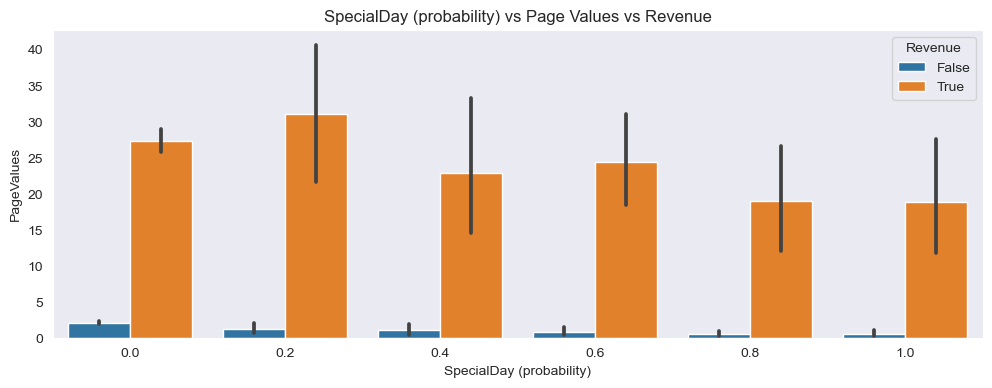 SpecialDay (probability) vs Page Values vs Revenue
Revenue
False
True
PageValues
40
35
30
25
20
15
10
5
0
0.0 0.2 0.4 0.6 0.8 1.0
SpecialDay (probability)